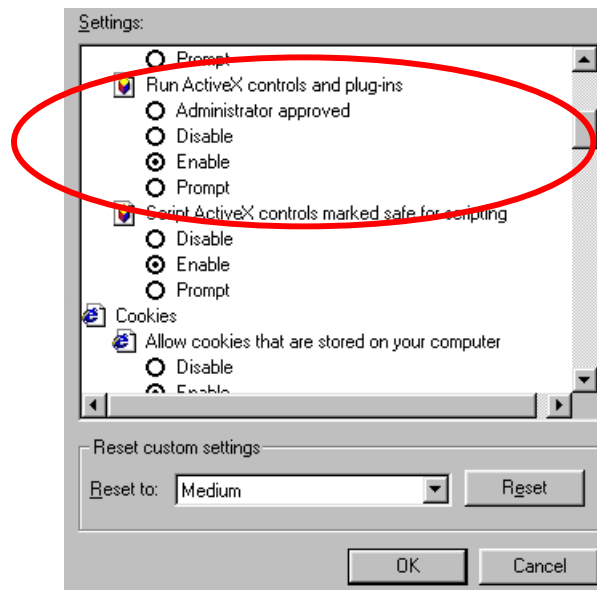 Settings:
Prompt
Run ActiveX controls and plug-ins
Administrator approved
Disable
Enable
Prompt
Script ActiveX controls marked safe for scripting
Disable
Enable
Prompt
Cookies
Allow cookies that are stored on your computer
Disable
Enable
Reset custom settings
Reset to: Medium Reset
OK Cancel